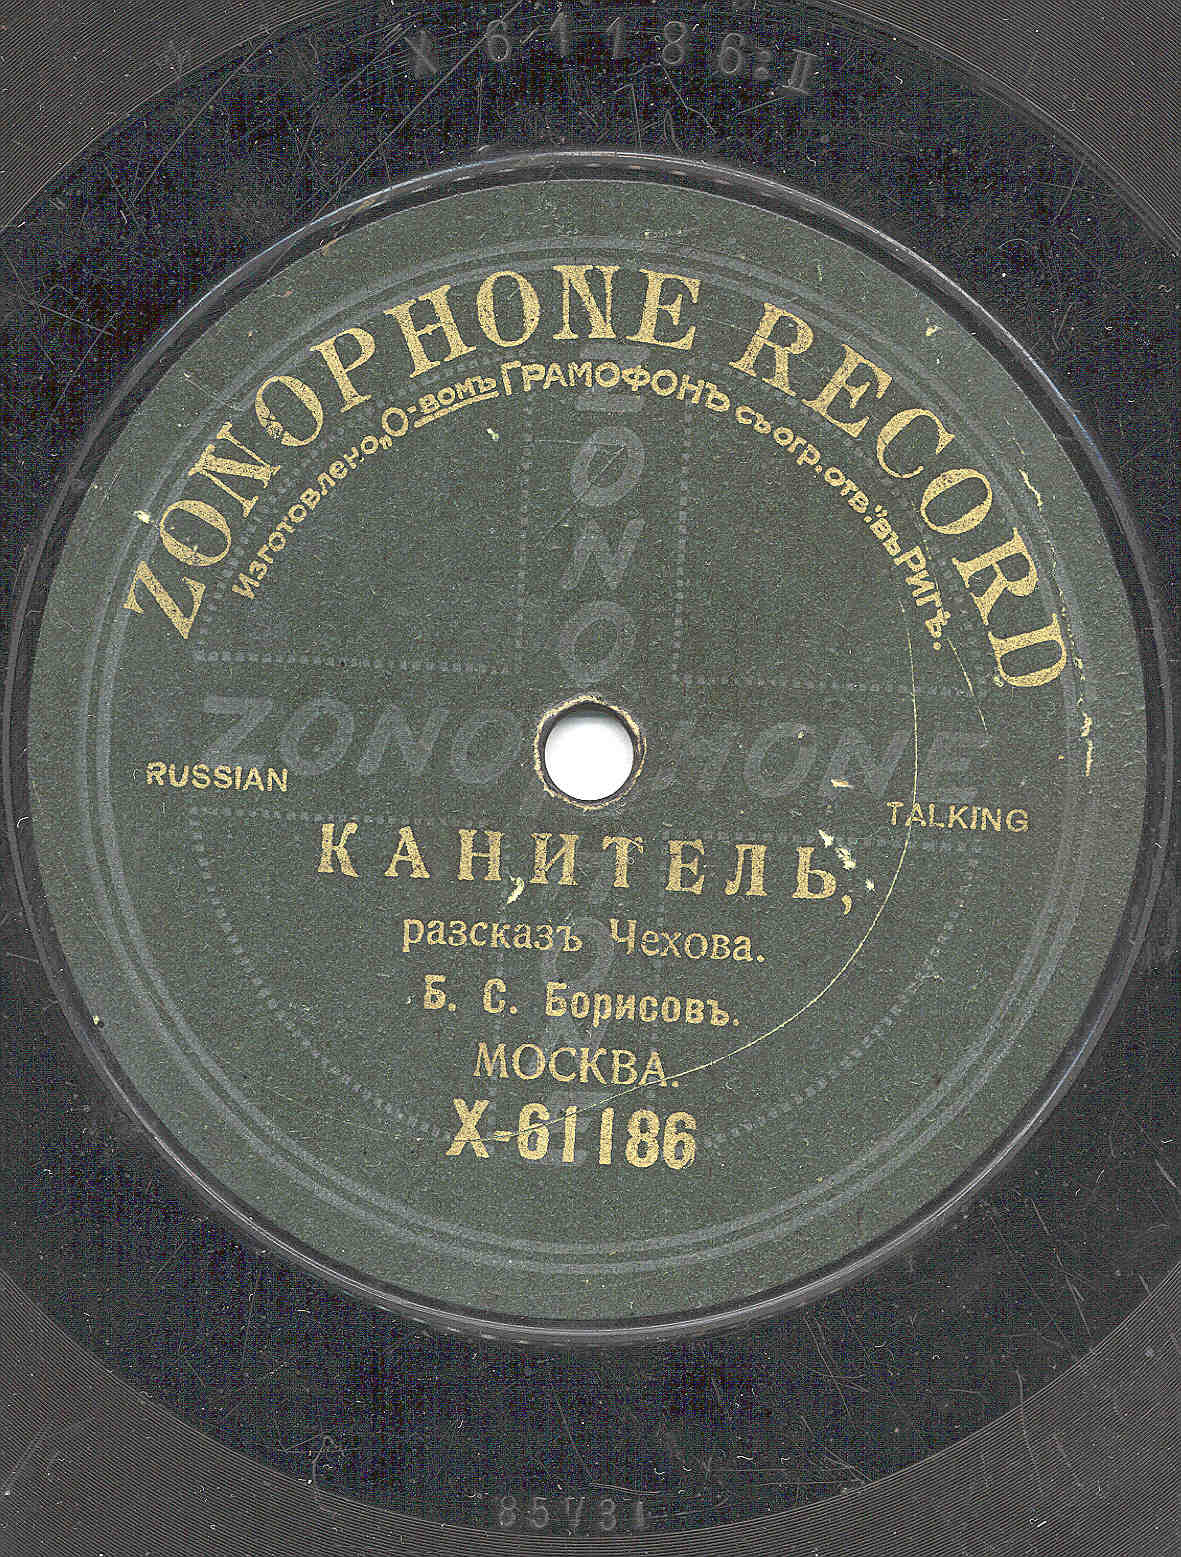 X 61186:II
ZONOPHONE RECORD
Изготовлено „О-вомъ ГРАМОФОНЪ съ огр. отв." въ Ригѣ.
ZONOPHONE
ZONOPHONE
RUSSIAN
TALKING
КАНИТЕЛЬ,
разсказъ Чехова.
Б. С. Борисовъ.
МОСКВА.
X-61186